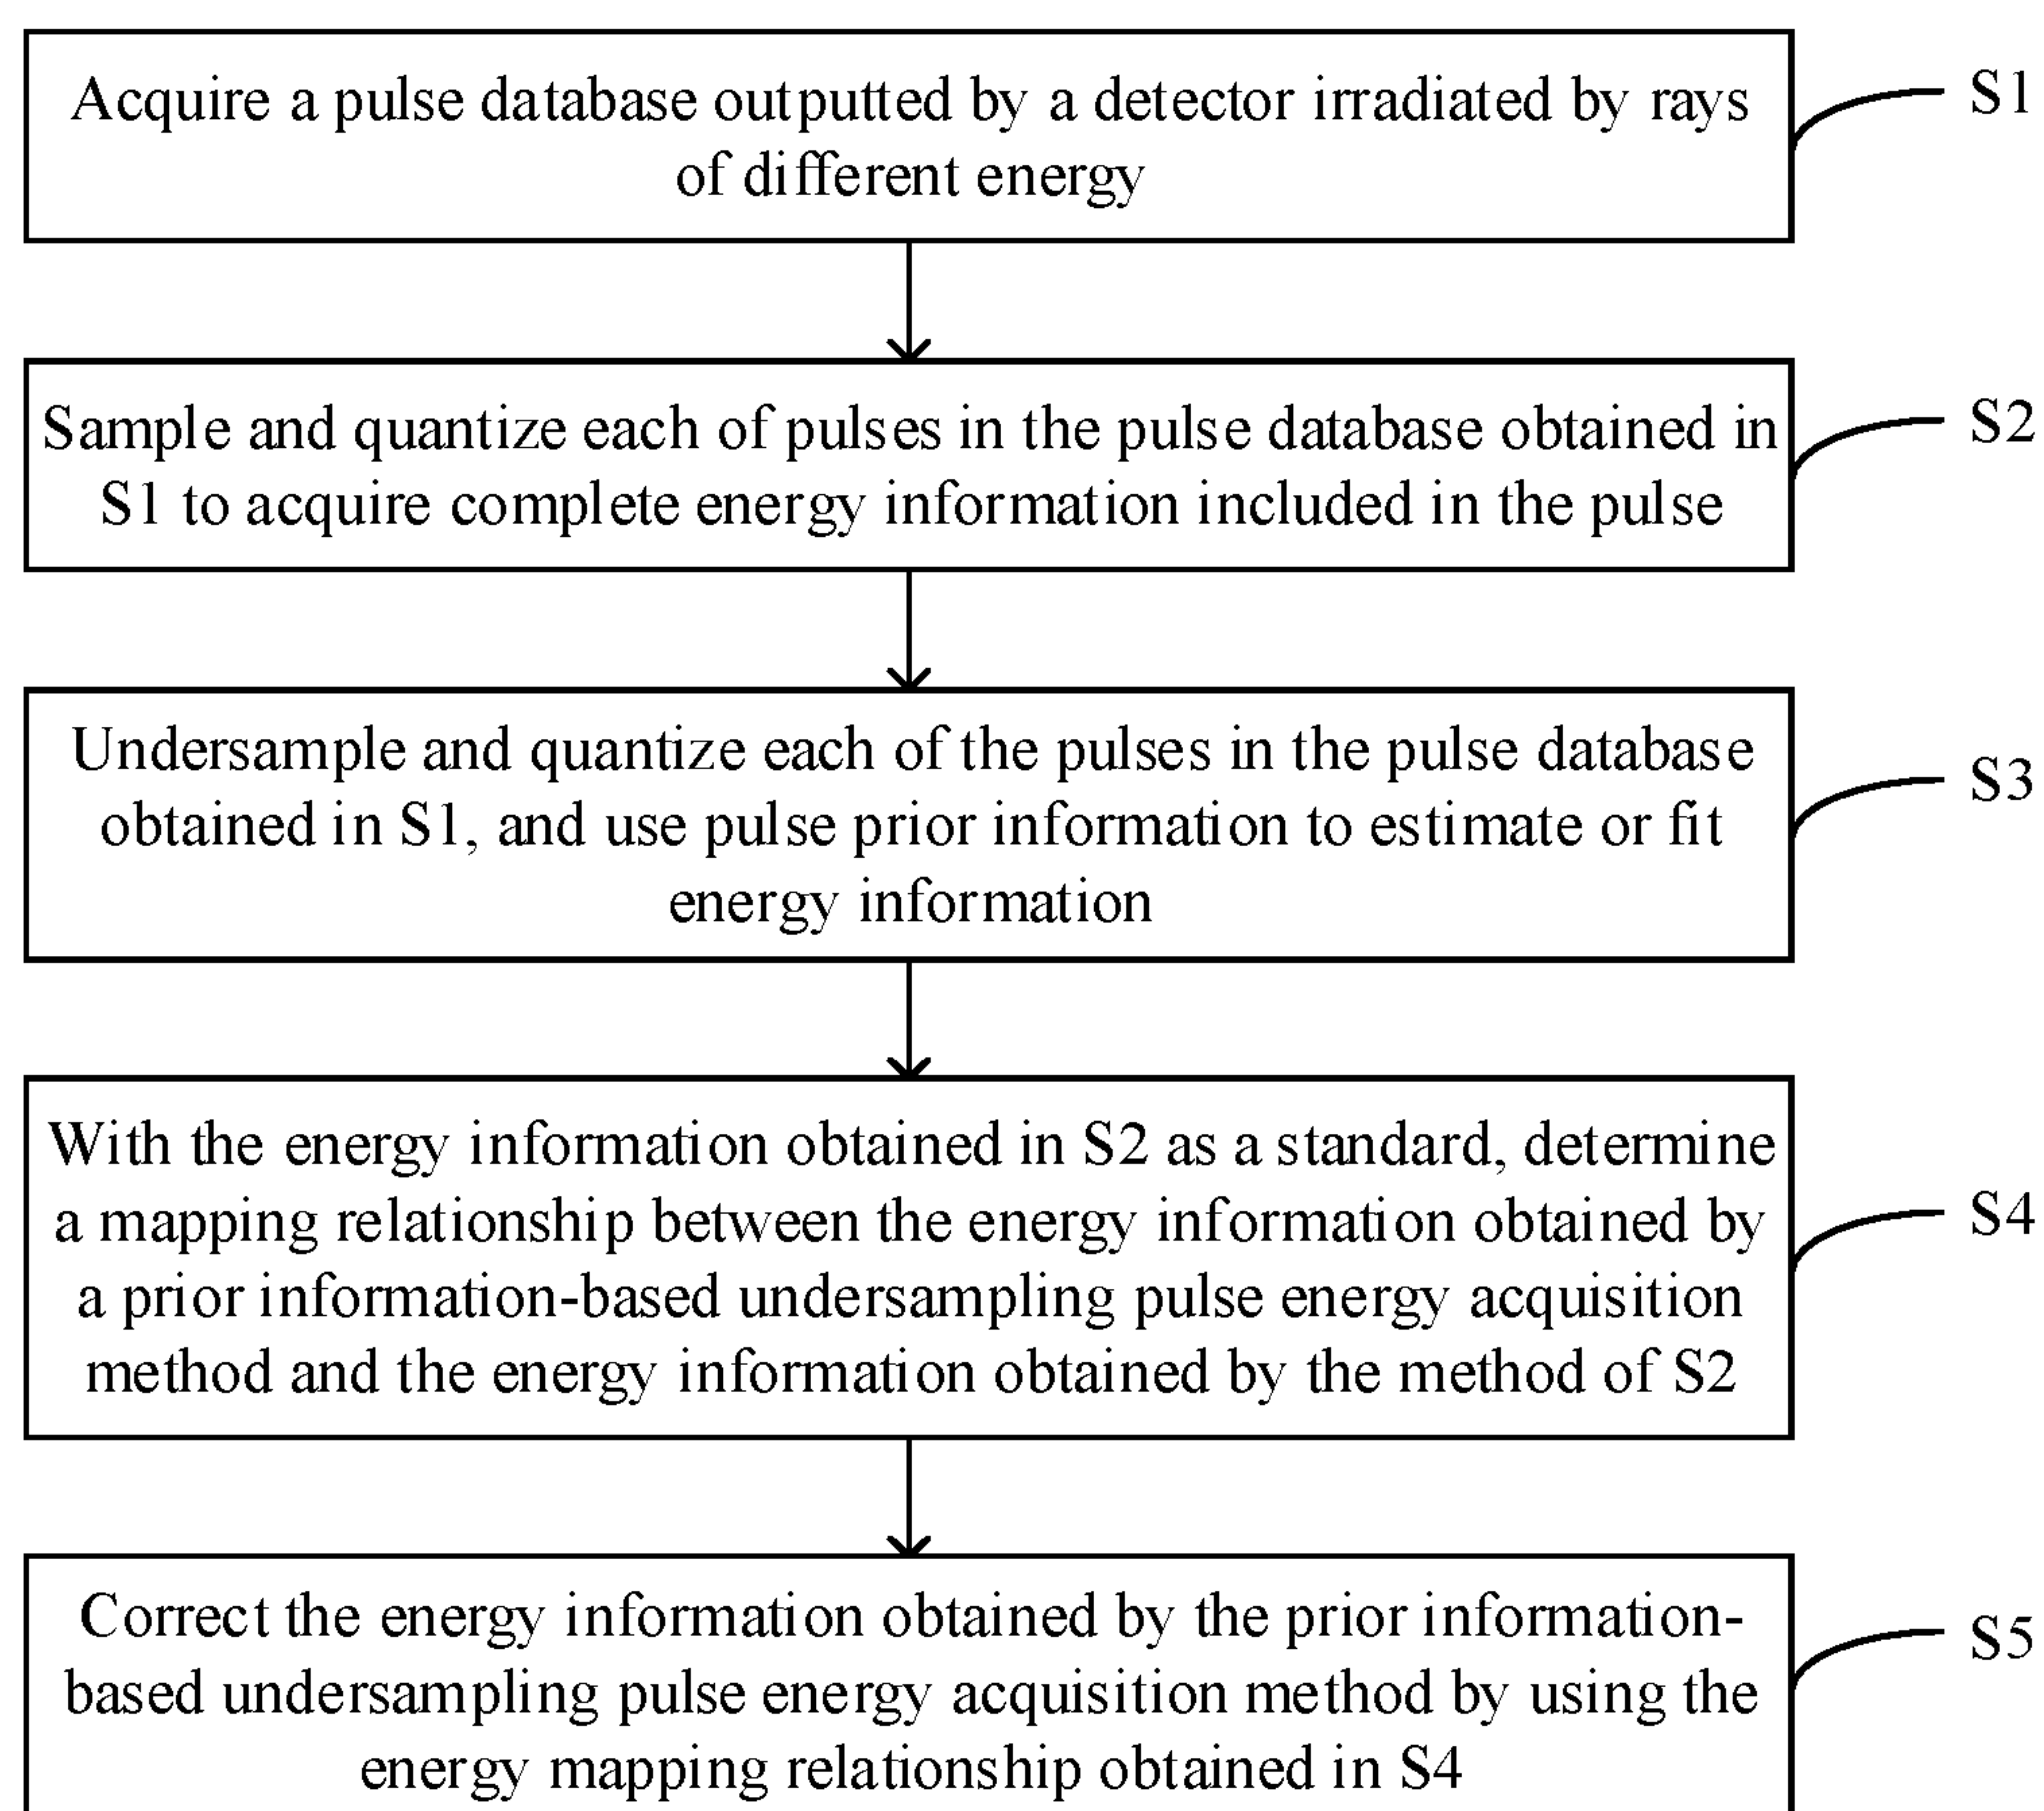 Acquire a pulse database outputted by a detector irradiated by rays
of different energy
S1
Sample and quantize each of pulses in the pulse database obtained in
S1 to acquire complete energy information included in the pulse
S2
Undersample and quantize each of the pulses in the pulse database
obtained in S1, and use pulse prior information to estimate or fit
energy information
S3
With the energy information obtained in S2 as a standard, determine
a mapping relationship between the energy information obtained by
a prior information-based undersampling pulse energy acquisition
method and the energy information obtained by the method of S2
S4
Correct the energy information obtained by the prior information-
based undersampling pulse energy acquisition method by using the
energy mapping relationship obtained in S4
S5